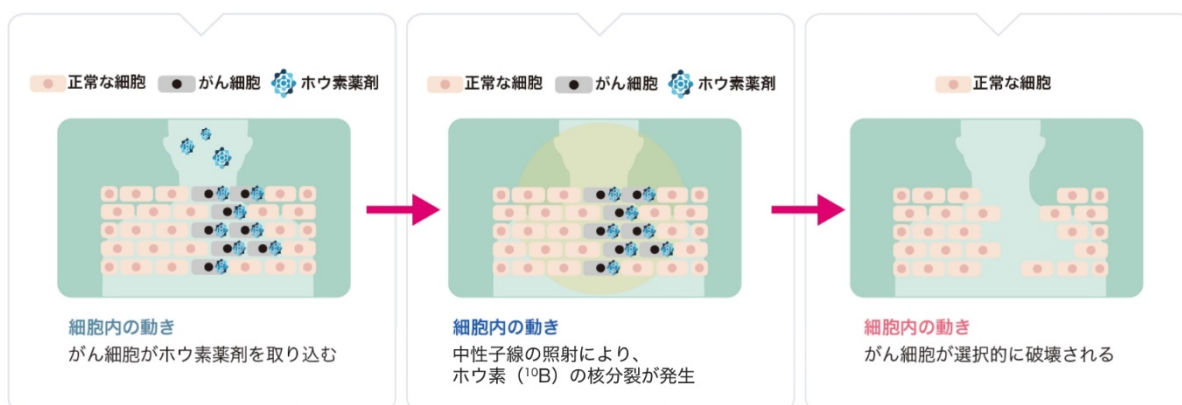 正常な細胞 がん細胞 ホウ素薬剤
細胞内の動き
がん細胞がホウ素薬剤を取り込む
正常な細胞 がん細胞 ホウ素薬剤
細胞内の動き
中性子線の照射により、
ホウ素（¹⁰B）の核分裂が発生
正常な細胞
細胞内の動き
がん細胞が選択的に破壊される